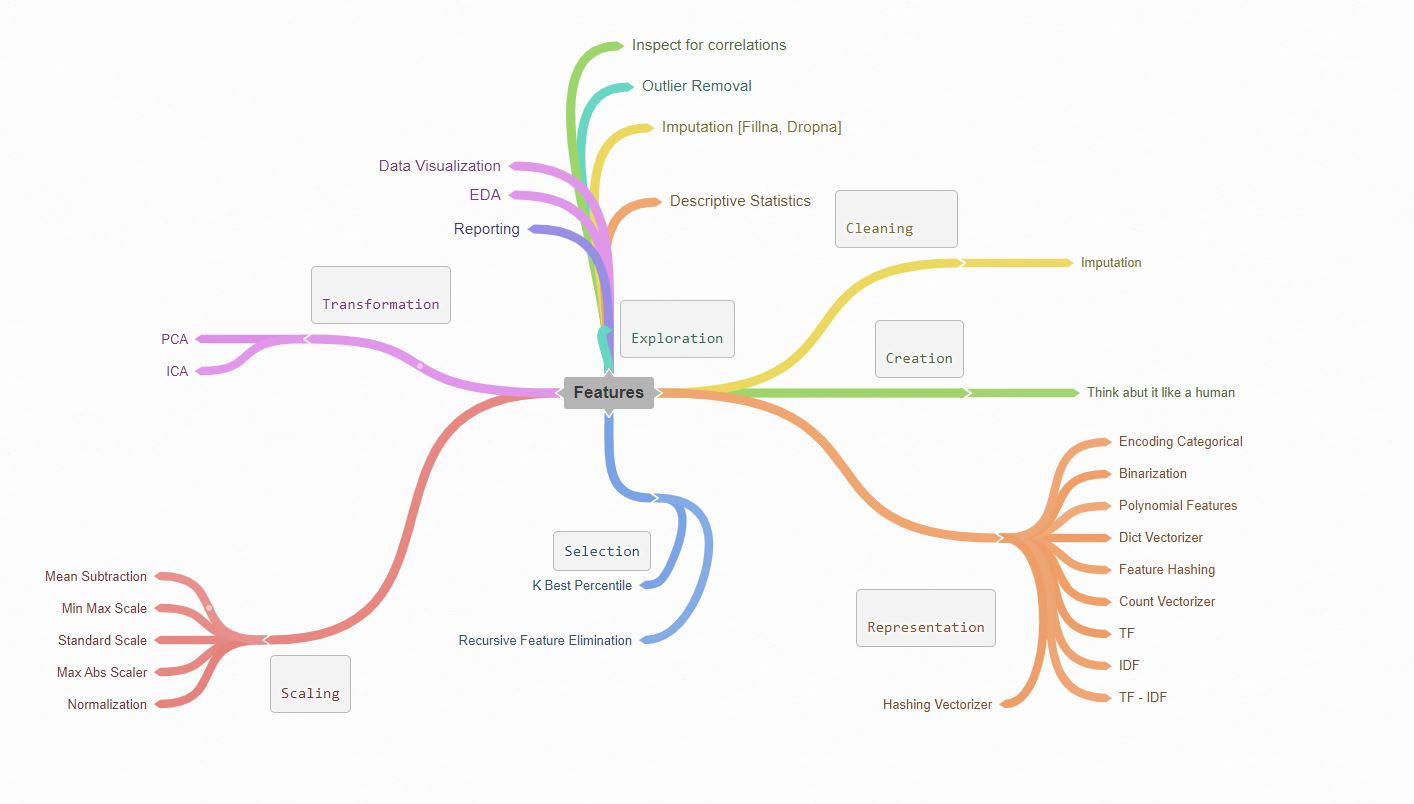 Inspect for correlations
Outlier Removal
Imputation [Fillna, Dropna]
Data Visualization
EDA
Descriptive Statistics
Reporting
Cleaning
Imputation
Transformation
Exploration
PCA
ICA
Creation
Features
Think abut it like a human
Encoding Categorical
Binarization
Polynomial Features
Dict Vectorizer
Feature Hashing
Count Vectorizer
TF
IDF
TF - IDF
Hashing Vectorizer
Representation
Selection
K Best Percentile
Recursive Feature Elimination
Mean Subtraction
Min Max Scale
Standard Scale
Max Abs Scaler
Normalization
Scaling